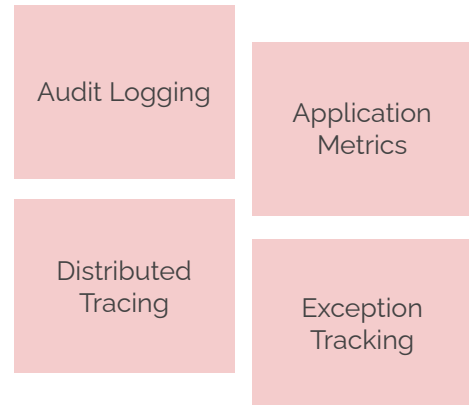 Audit Logging
Application
Metrics
Distributed
Tracing
Exception
Tracking